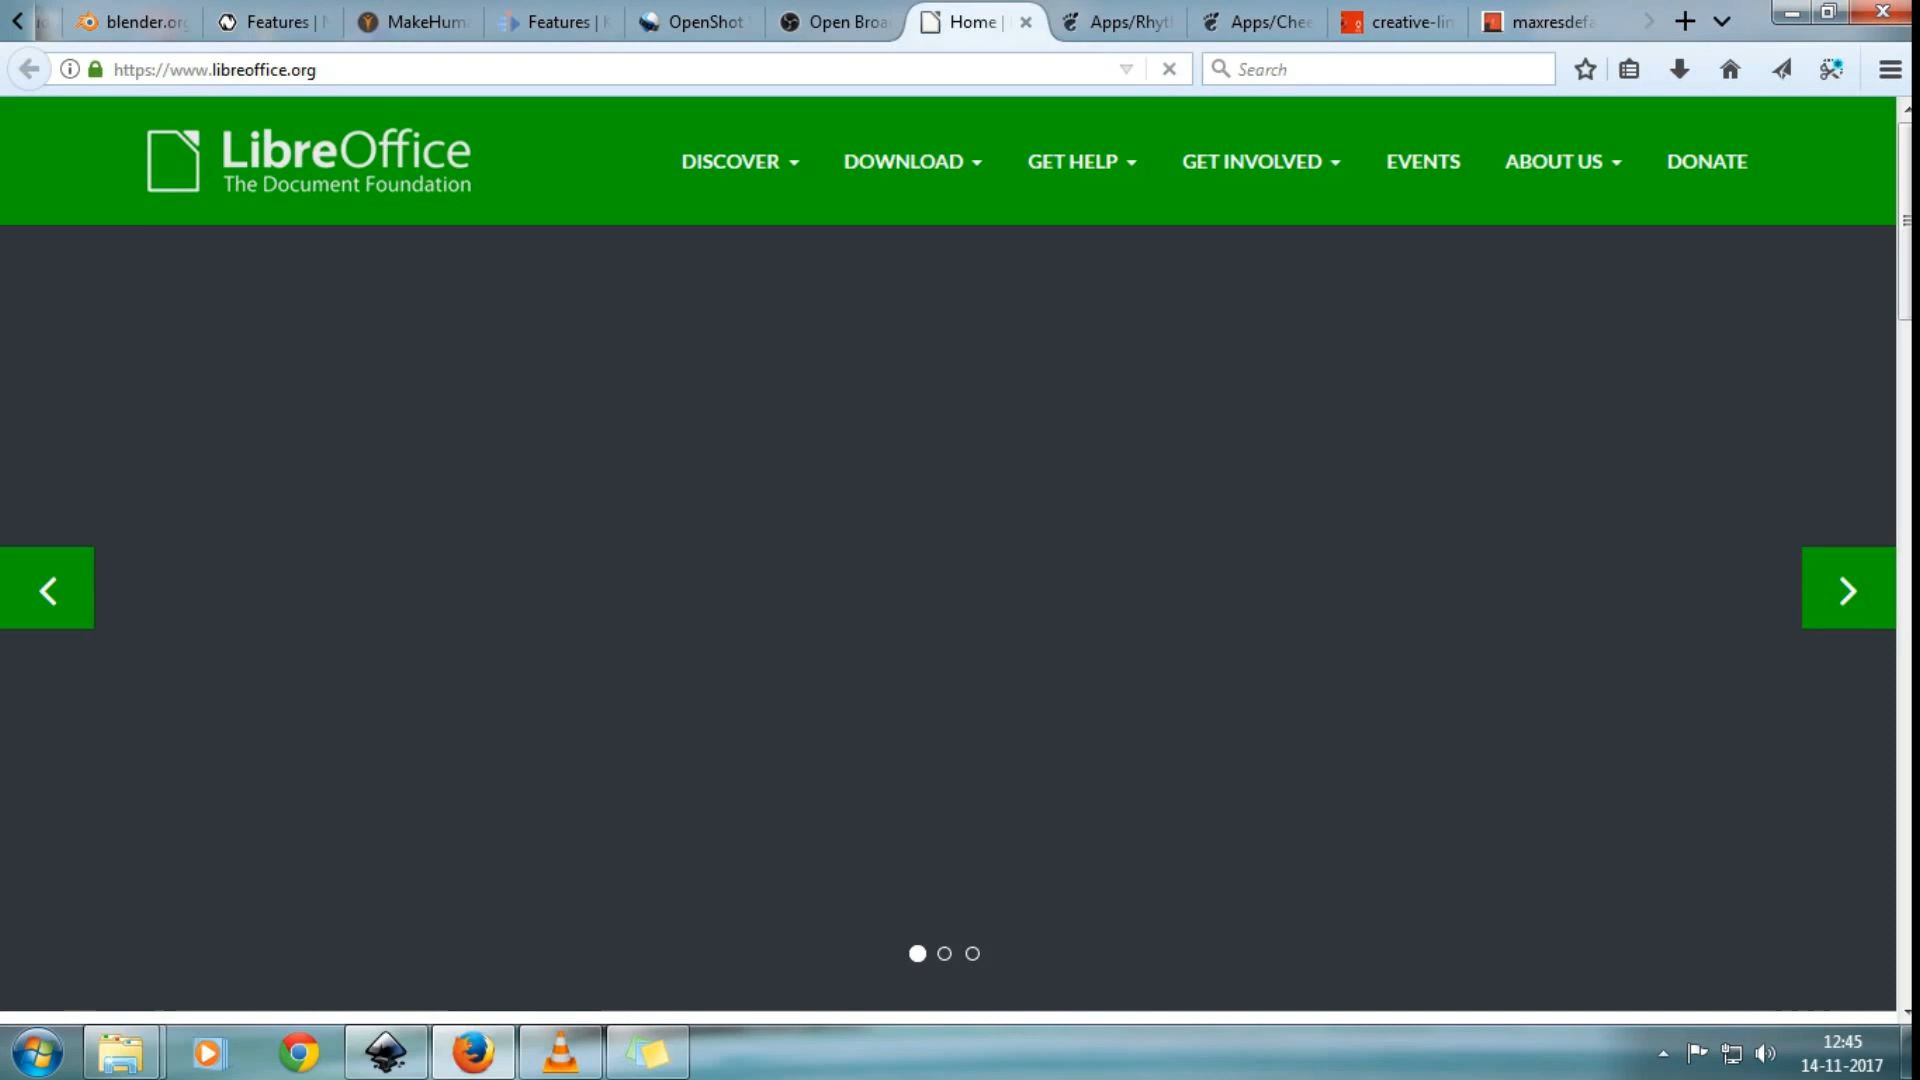 blender.org
Features |
MakeHum
Features |
OpenShot
Open Broa
Home |
Apps/Rhyt
Apps/Chee
creative-lin
maxresdefa
https://www.libreoffice.org
Search
LibreOffice
The Document Foundation
DISCOVER
DOWNLOAD
GET HELP
GET INVOLVED
EVENTS
ABOUT US
DONATE
12:45
14-11-2017